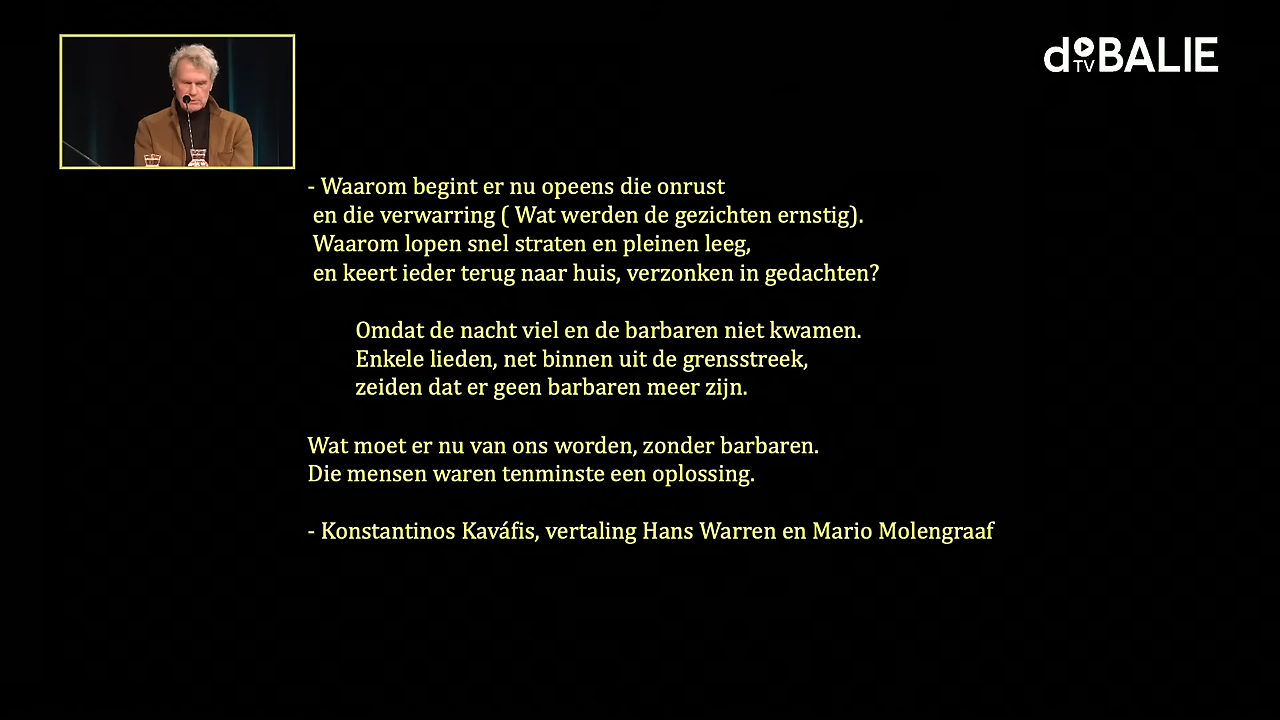 doTVBALIE
- Waarom begint er nu opeens die onrust
en die verwarring ( Wat werden de gezichten ernstig).
Waarom lopen snel straten en pleinen leeg,
en keert ieder terug naar huis, verzonken in gedachten?
Omdat de nacht viel en de barbaren niet kwamen.
Enkele lieden, net binnen uit de grensstreek,
zeiden dat er geen barbaren meer zijn.
Wat moet er nu van ons worden, zonder barbaren.
Die mensen waren tenminste een oplossing.
- Konstantinos Kaváfis, vertaling Hans Warren en Mario Molengraaf